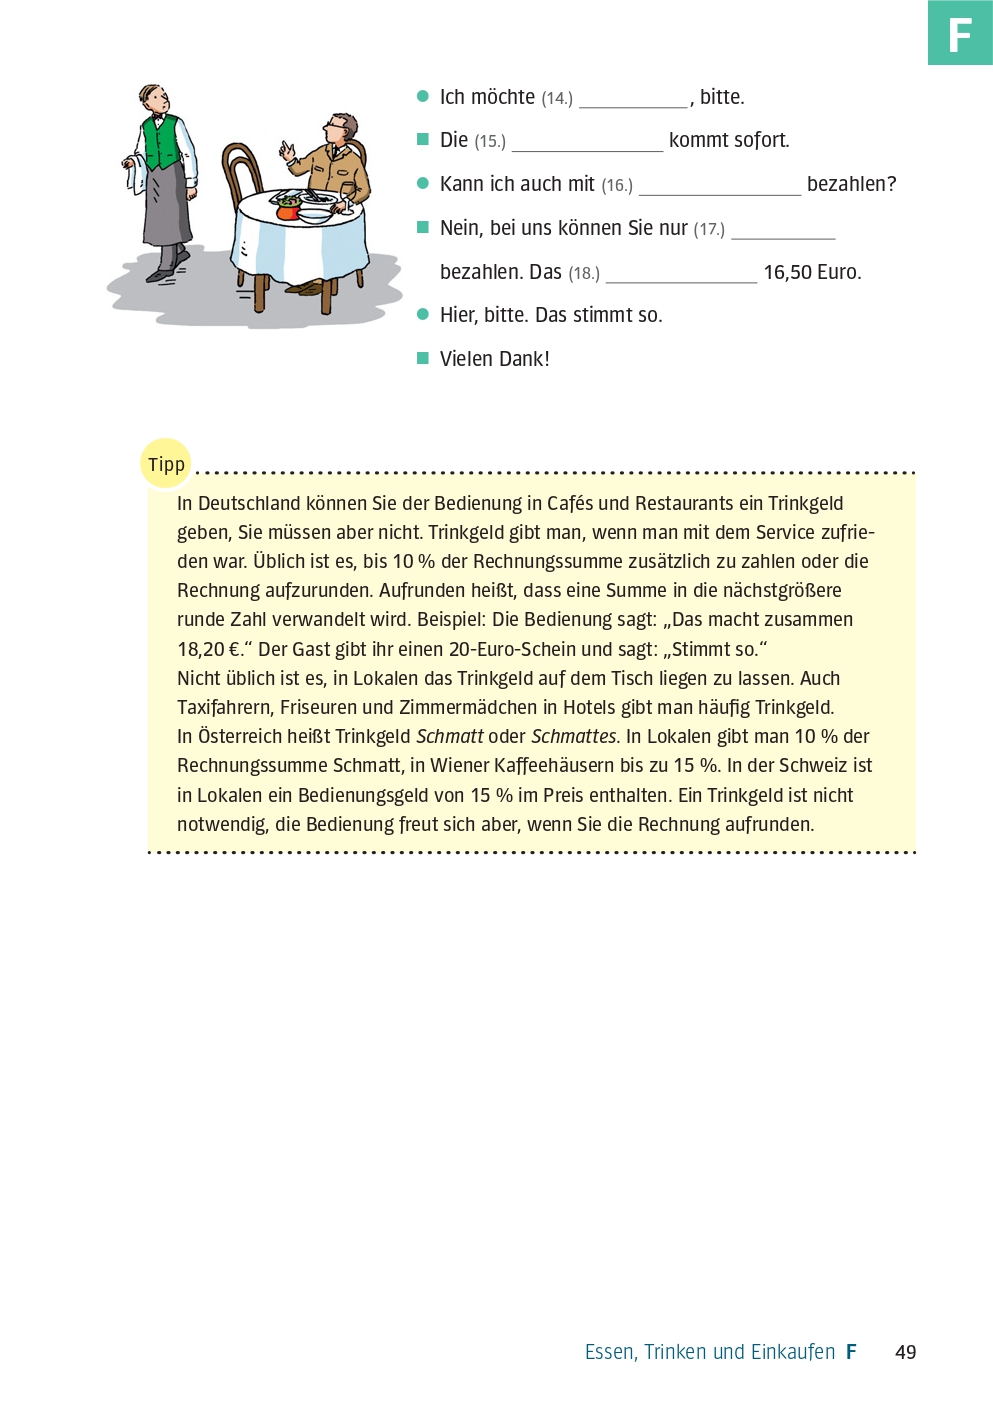 F
● Ich möchte (14.) __________, bitte.
■ Die (15.) ______________ kommt sofort.
● Kann ich auch mit (16.) _______________ bezahlen?
■ Nein, bei uns können Sie nur (17.) __________
bezahlen. Das (18.) ______________ 16,50 Euro.
● Hier, bitte. Das stimmt so.
■ Vielen Dank!
Tipp
In Deutschland können Sie der Bedienung in Cafés und Restaurants ein Trinkgeld
geben, Sie müssen aber nicht. Trinkgeld gibt man, wenn man mit dem Service zufrie-
den war. Üblich ist es, bis 10 % der Rechnungssumme zusätzlich zu zahlen oder die
Rechnung aufzurunden. Aufrunden heißt, dass eine Summe in die nächstgrößere
runde Zahl verwandelt wird. Beispiel: Die Bedienung sagt: „Das macht zusammen
18,20 €.“ Der Gast gibt ihr einen 20-Euro-Schein und sagt: „Stimmt so.“
Nicht üblich ist es, in Lokalen das Trinkgeld auf dem Tisch liegen zu lassen. Auch
Taxifahrern, Friseuren und Zimmermädchen in Hotels gibt man häufig Trinkgeld.
In Österreich heißt Trinkgeld Schmatt oder Schmattes. In Lokalen gibt man 10 % der
Rechnungssumme Schmatt, in Wiener Kaffeehäusern bis zu 15 %. In der Schweiz ist
in Lokalen ein Bedienungsgeld von 15 % im Preis enthalten. Ein Trinkgeld ist nicht
notwendig, die Bedienung freut sich aber, wenn Sie die Rechnung aufrunden.
Essen, Trinken und Einkaufen F 49